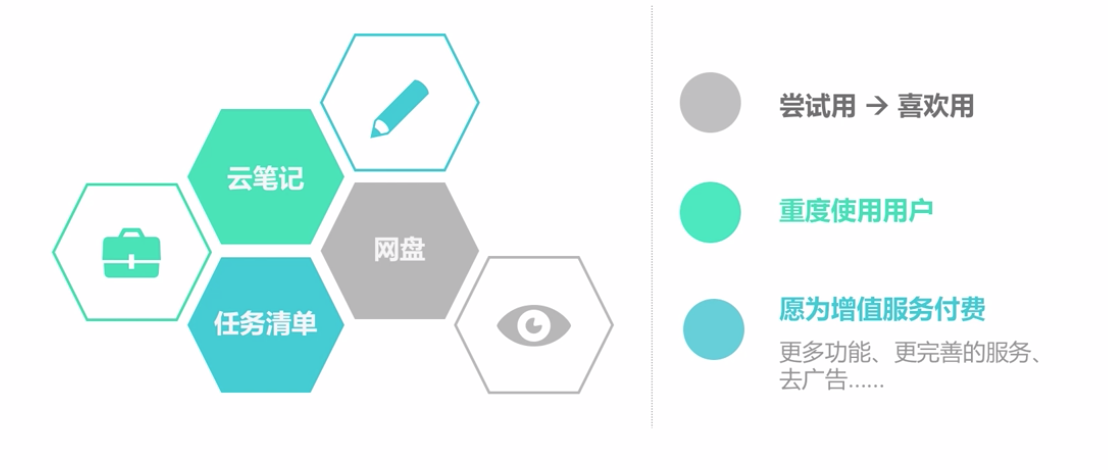 云笔记
网盘
任务清单
尝试用 → 喜欢用
重度使用用户
愿为增值服务付费
更多功能、更完善的服务、
去广告……